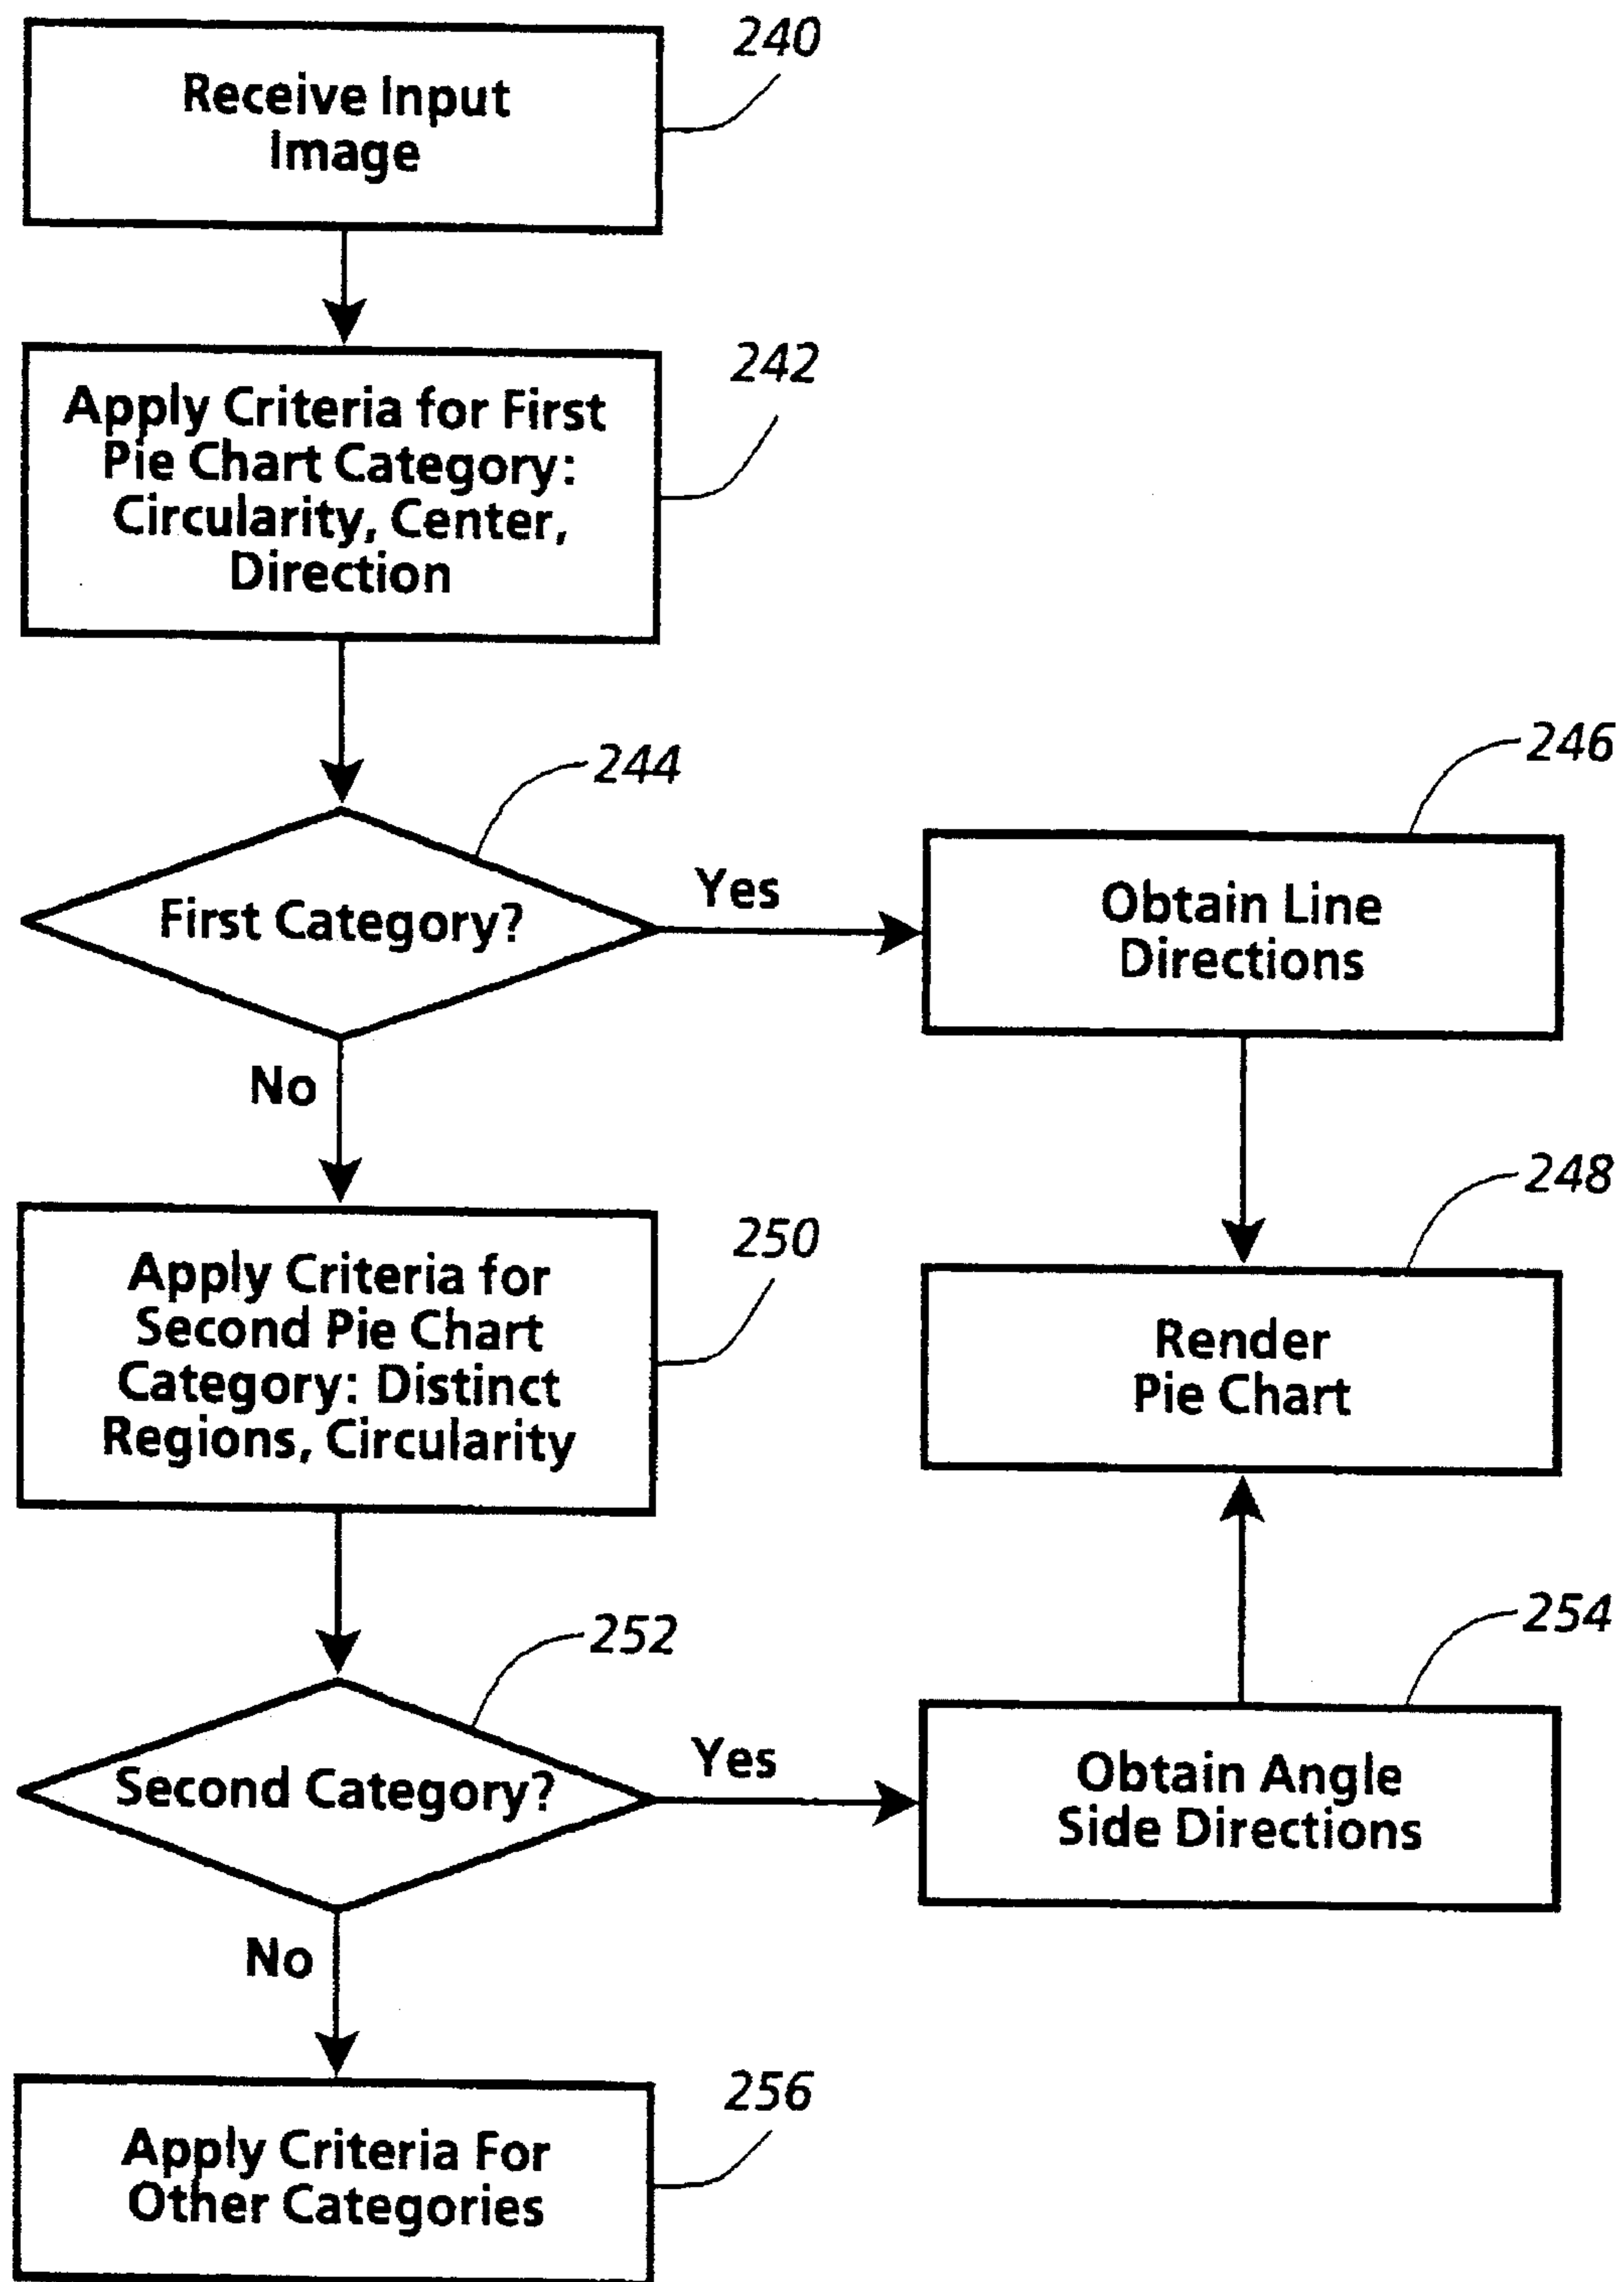 240
Receive Input
Image
242
Apply Criteria for First
Pie Chart Category:
Circularity, Center,
Direction
244
First Category?
Yes
No
246
Obtain Line
Directions
248
Render
Pie Chart
250
Apply Criteria for
Second Pie Chart
Category: Distinct
Regions, Circularity
252
Second Category?
Yes
No
254
Obtain Angle
Side Directions
256
Apply Criteria For
Other Categories